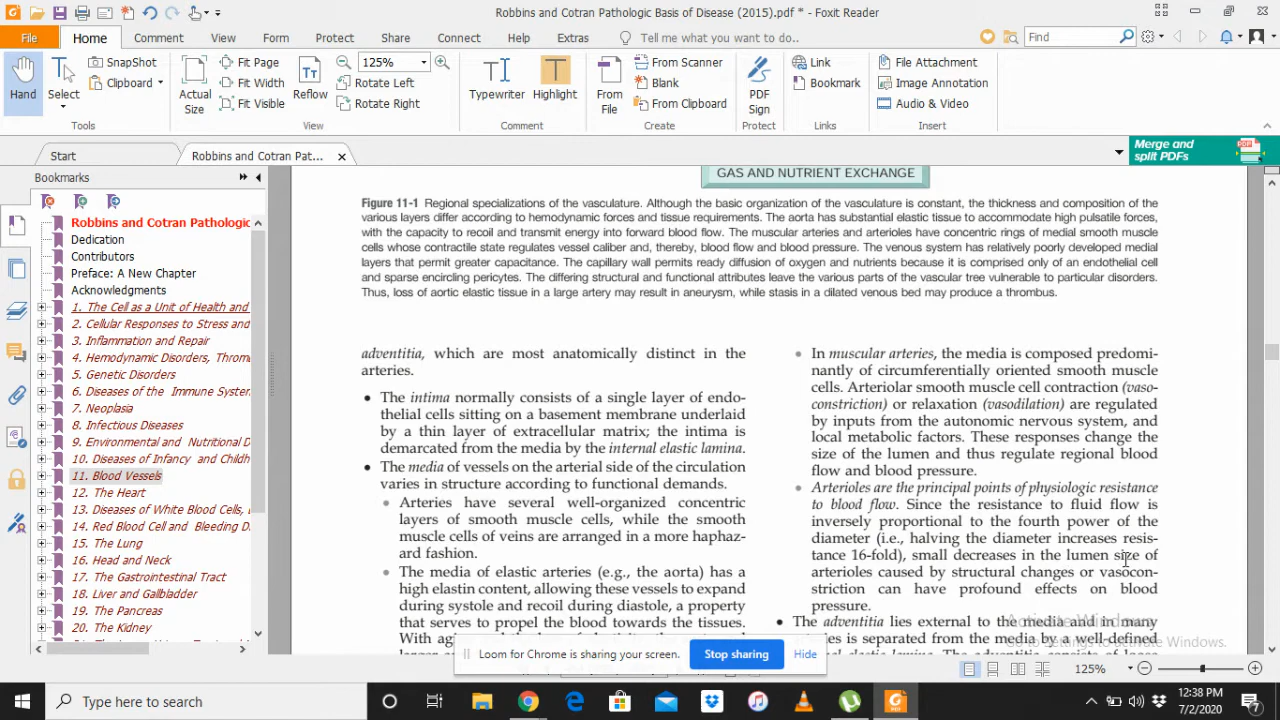 Robbins and Cotran Pathologic Basis of Disease (2015).pdf * - Foxit Reader
File Home Comment View Form Protect Share Connect Help Extras Tell me what you want to do... Find
SnapShot Fit Page 125% From Scanner Link File Attachment
Clipboard Fit Width Rotate Left Blank Bookmark Image Annotation
Hand Select Actual Size Reflow Fit Visible Rotate Right Typewriter Highlight From File From Clipboard PDF Sign Audio & Video
Tools View Comment Create Protect Links Insert
Start Robbins and Cotran Pat... Merge and split PDFs
Bookmarks
Robbins and Cotran Pathologic
Dedication
Contributors
Preface: A New Chapter
Acknowledgments
1. The Cell as a Unit of Health and
2. Cellular Responses to Stress and
3. Inflammation and Repair
4. Hemodynamic Disorders, Thromb
5. Genetic Disorders
6. Diseases of the Immune System
7. Neoplasia
8. Infectious Diseases
9. Environmental and Nutritional D
10. Diseases of Infancy and Childh
11. Blood Vessels
12. The Heart
13. Diseases of White Blood Cells,
14. Red Blood Cell and Bleeding D
15. The Lung
16. Head and Neck
17. The Gastrointestinal Tract
18. Liver and Gallbladder
19. The Pancreas
20. The Kidney
GAS AND NUTRIENT EXCHANGE
Figure 11-1 Regional specializations of the vasculature. Although the basic organization of the vasculature is constant, the thickness and composition of the
various layers differ according to hemodynamic forces and tissue requirements. The aorta has substantial elastic tissue to accommodate high pulsatile forces,
with the capacity to recoil and transmit energy into forward blood flow. The muscular arteries and arterioles have concentric rings of medial smooth muscle
cells whose contractile state regulates vessel caliber and, thereby, blood flow and blood pressure. The venous system has relatively poorly developed medial
layers that permit greater capacitance. The capillary wall permits ready diffusion of oxygen and nutrients because it is comprised only of an endothelial cell
and sparse encircling pericytes. The differing structural and functional attributes leave the various parts of the vascular tree vulnerable to particular disorders.
Thus, loss of aortic elastic tissue in a large artery may result in aneurysm, while stasis in a dilated venous bed may produce a thrombus.
adventitia, which are most anatomically distinct in the
arteries.
• The intima normally consists of a single layer of endo-
thelial cells sitting on a basement membrane underlaid
by a thin layer of extracellular matrix; the intima is
demarcated from the media by the internal elastic lamina.
• The media of vessels on the arterial side of the circulation
varies in structure according to functional demands.
• Arteries have several well-organized concentric
layers of smooth muscle cells, while the smooth
muscle cells of veins are arranged in a more haphaz-
ard fashion.
• The media of elastic arteries (e.g., the aorta) has a
high elastin content, allowing these vessels to expand
during systole and recoil during diastole, a property
that serves to propel the blood towards the tissues.
• In muscular arteries, the media is composed predomi-
nantly of circumferentially oriented smooth muscle
cells. Arteriolar smooth muscle cell contraction (vaso-
constriction) or relaxation (vasodilation) are regulated
by inputs from the autonomic nervous system, and
local metabolic factors. These responses change the
size of the lumen and thus regulate regional blood
flow and blood pressure.
• Arterioles are the principal points of physiologic resistance
to blood flow. Since the resistance to fluid flow is
inversely proportional to the fourth power of the
diameter (i.e., halving the diameter increases resis-
tance 16-fold), small decreases in the lumen size of
arterioles caused by structural changes or vasocon-
striction can have profound effects on blood
pressure.
• The adventitia lies external to the media and in many
arteries is separated from the media by a well-defined
Activate Windows
Go to Settings to activate Windows.
Loom for Chrome is sharing your screen. Stop sharing Hide
125%
Type here to search
12:38 PM
7/2/2020
7